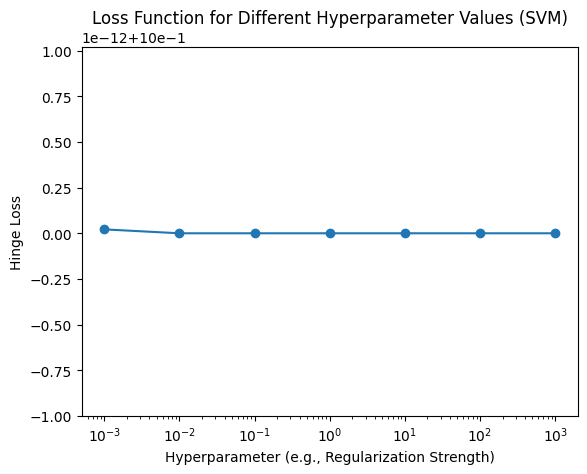 Loss Function for Different Hyperparameter Values (SVM)
1e−12+10e−1
1.00
0.75
0.50
0.25
0.00
−0.25
−0.50
−0.75
−1.00
Hinge Loss
10⁻³ 10⁻² 10⁻¹ 10⁰ 10¹ 10² 10³
Hyperparameter (e.g., Regularization Strength)